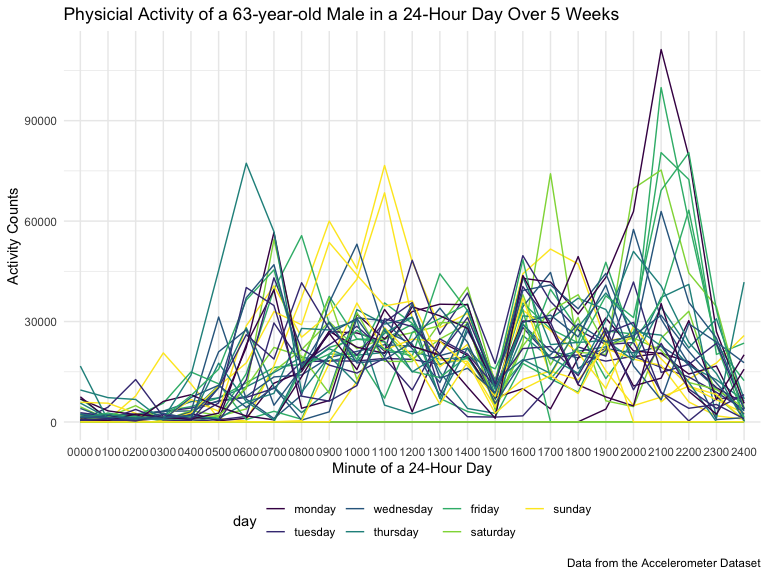 Physicial Activity of a 63-year-old Male in a 24-Hour Day Over 5 Weeks
Activity Counts
90000
60000
30000
0
0000 0100 0200 0300 0400 0500 0600 0700 0800 0900 1000 1100 1200 1300 1400 1500 1600 1700 1800 1900 2000 2100 2200 2300 2400
Minute of a 24-Hour Day
day
monday wednesday friday sunday
tuesday thursday saturday
Data from the Accelerometer Dataset